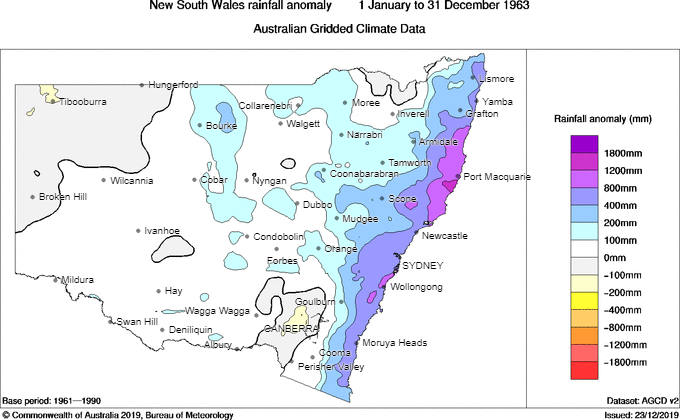 New South Wales rainfall anomaly 1 January to 31 December 1963
Australian Gridded Climate Data
Hungerford
Tibooburra
Collarenebri
Moree
Lismore
Yamba
Inverell
Grafton
Bourke
Walgett
Narrabri
Armidale
Tamworth
Coonabarabran
Port Macquarie
Wilcannia
Cobar
Nyngan
Broken Hill
Scone
Dubbo
Mudgee
Ivanhoe
Condobolin
Newcastle
Orange
Forbes
SYDNEY
Mildura
Wollongong
Hay
Goulburn
Wagga Wagga
Swan Hill
Deniliquin
CANBERRA
Albury
Moruya Heads
Cooma
Perisher Valley
Rainfall anomaly (mm)
1800mm
1200mm
800mm
400mm
200mm
100mm
0mm
−100mm
−200mm
−400mm
−800mm
−1200mm
−1800mm
Base period: 1961—1990
Dataset: AGCD v2
© Commonwealth of Australia 2019, Bureau of Meteorology
Issued: 23/12/2019